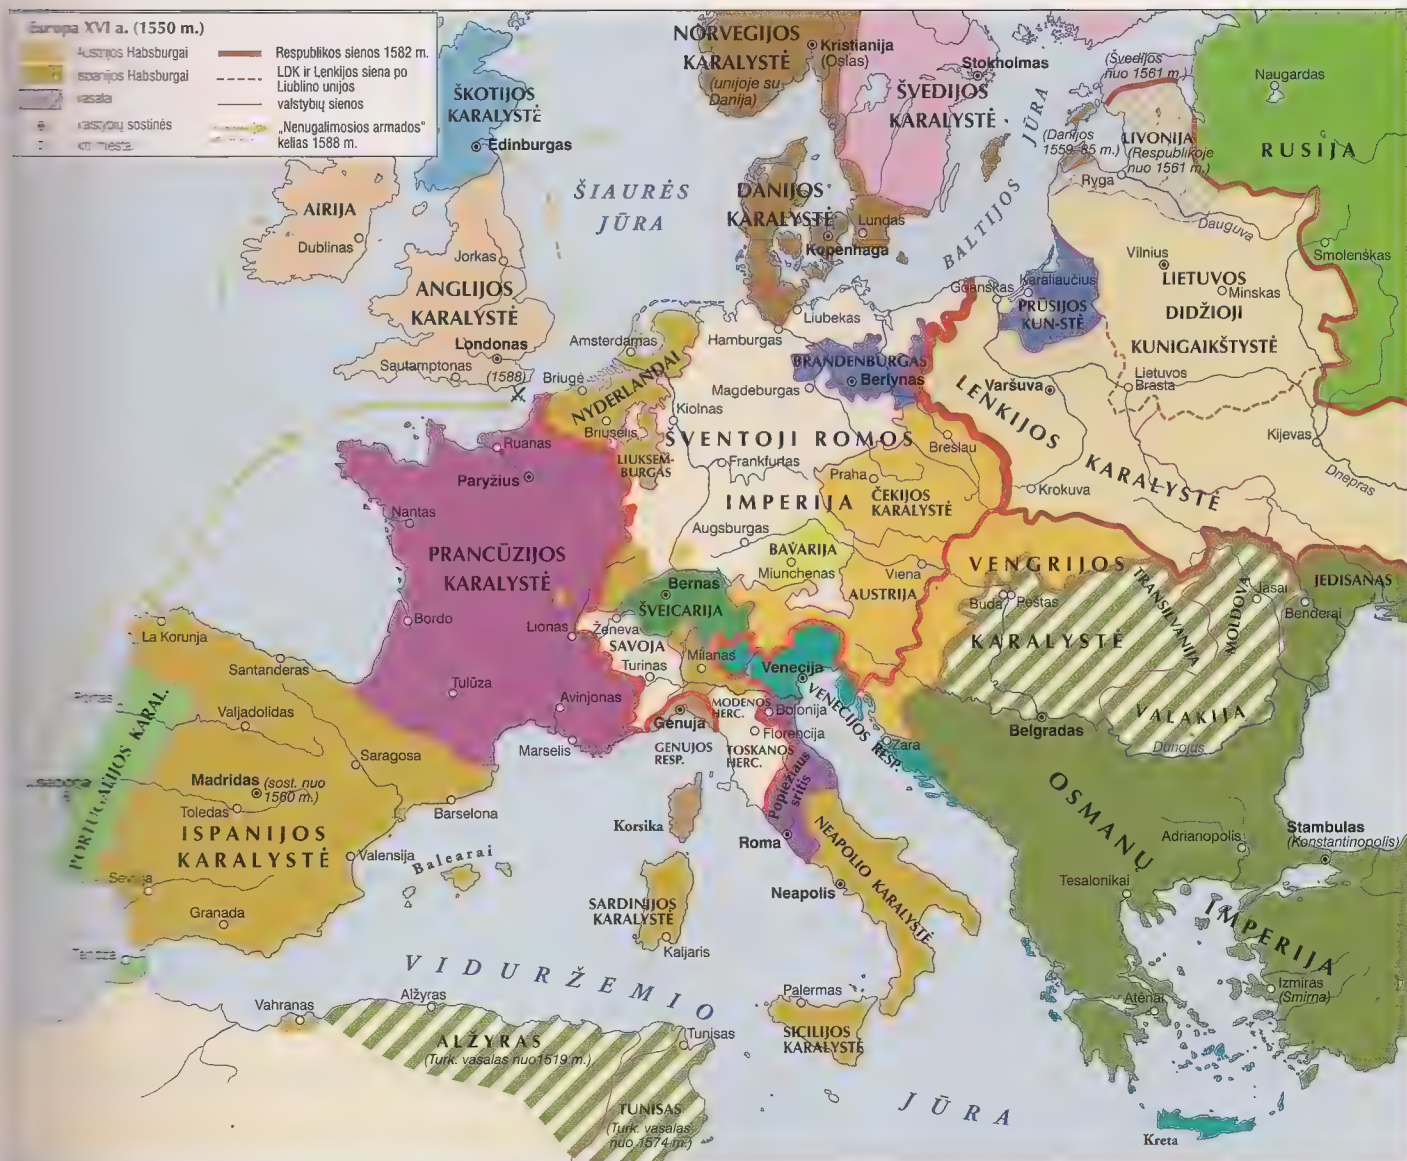 Europa XVI a. (1550 m.)
Austrijos Habsburgai
Ispanijos Habsburgai
vasalai
valstybių sostinės
kiti miestai
Respublikos sienos 1582 m.
LDK ir Lenkijos siena po
Liublino unijos
valstybių sienos
„Nenugalimosios armados"
kelias 1588 m.
NORVEGIJOS
KARALYSTĖ
(unijoje su
Danija)
Kristianija
(Oslas)
Stokholmas
ŠVEDIJOS
KARALYSTĖ
(Švedijos
nuo 1561 m.)
Naugardas
RUSIJA
ŠKOTIJOS
KARALYSTĖ
Edinburgas
(Danijos
1559-85 m.)
LIVONIJA
(Respublikoje
nuo 1561 m.)
Ryga
Dauguva
Smolenskas
AIRIJA
Dublinas
ŠIAURĖS
JŪRA
DANIJOS
KARALYSTĖ
Lundas
Kopenhaga
BALTIJOS JŪRA
Jorkas
ANGLIJOS
KARALYSTĖ
Londonas
Sautamptonas
(1588)
Vilnius
LIETUVOS
DIDŽIOJI
KUNIGAIKŠTYSTĖ
Minskas
Gdanskas
Karaliaučius
PRŪSIJOS
KUN-STĖ
Liubekas
Hamburgas
Amsterdamas
Briugė
NYDERLANDAI
Briuselis
BRANDENBURGAS
Berlynas
Magdeburgas
Kiolnas
LENKIJOS
KARALYSTĖ
Varšuva
Lietuvos
Brasta
Kijevas
Dnepras
Krokuva
ŠVENTOJI ROMOS
IMPERIJA
LIUKSEM-
BURGAS
Frankfurtas
Breslau
Praha
ČEKIJOS
KARALYSTĖ
Augsburgas
BAVARIJA
Miunchenas
Viena
AUSTRIJA
Ruanas
Paryžius
Nantas
PRANCŪZIJOS
KARALYSTĖ
Bordo
Lionas
Tulūza
Avinjonas
Marselis
Bernas
ŠVEICARIJA
Ženeva
SAVOJA
Turinas
Milanas
Venecija
VENECIJOS RESP.
Zara
VENGRIJOS
KARALYSTĖ
Buda
Peštas
TRANSILVANIJA
MOLDOVA
Jasai
JEDISANAS
Benderai
VALAKIJA
Dunojus
Belgradas
Genuja
GENUJOS
RESP.
MODENOS
HERC.
Bolonija
Florencija
TOSKANOS
HERC.
Popiežiaus
sritis
Roma
Korsika
La Korunja
Santanderas
Portas
PORTUGALIJOS KARAL.
Valjadolidas
Saragosa
Madridas (sost. nuo
1560 m.)
Toledas
ISPANIJOS
KARALYSTĖ
Barselona
Valensija
Balearai
Granada
NEAPOLIO KARALYSTĖ
Neapolis
SARDINIJOS
KARALYSTĖ
Kaljaris
OSMANŲ
IMPERIJA
Adrianopolis
Stambulas
(Konstantinopolis)
Tesalonikai
Izmiras
(Smirna)
Atėnai
VIDURŽEMIO
JŪRA
Vahranas
Alžyras
ALŽYRAS
(Turk. vasalas nuo1519 m.)
Tunisas
TUNISAS
(Turk. vasalas
nuo 1574 m.)
Palermas
SICILIJOS
KARALYSTĖ
Kreta